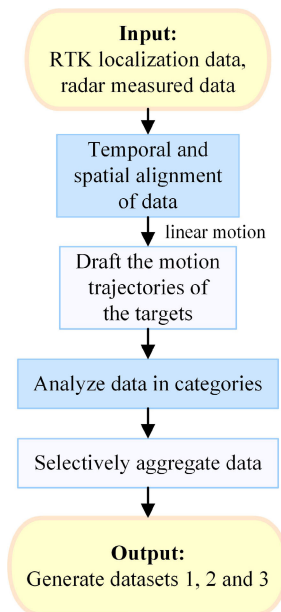 Input:
RTK localization data,
radar measured data
Temporal and
spatial alignment
of data
linear motion
Draft the motion
trajectories of
the targets
Analyze data in categories
Selectively aggregate data
Output:
Generate datasets 1, 2 and 3